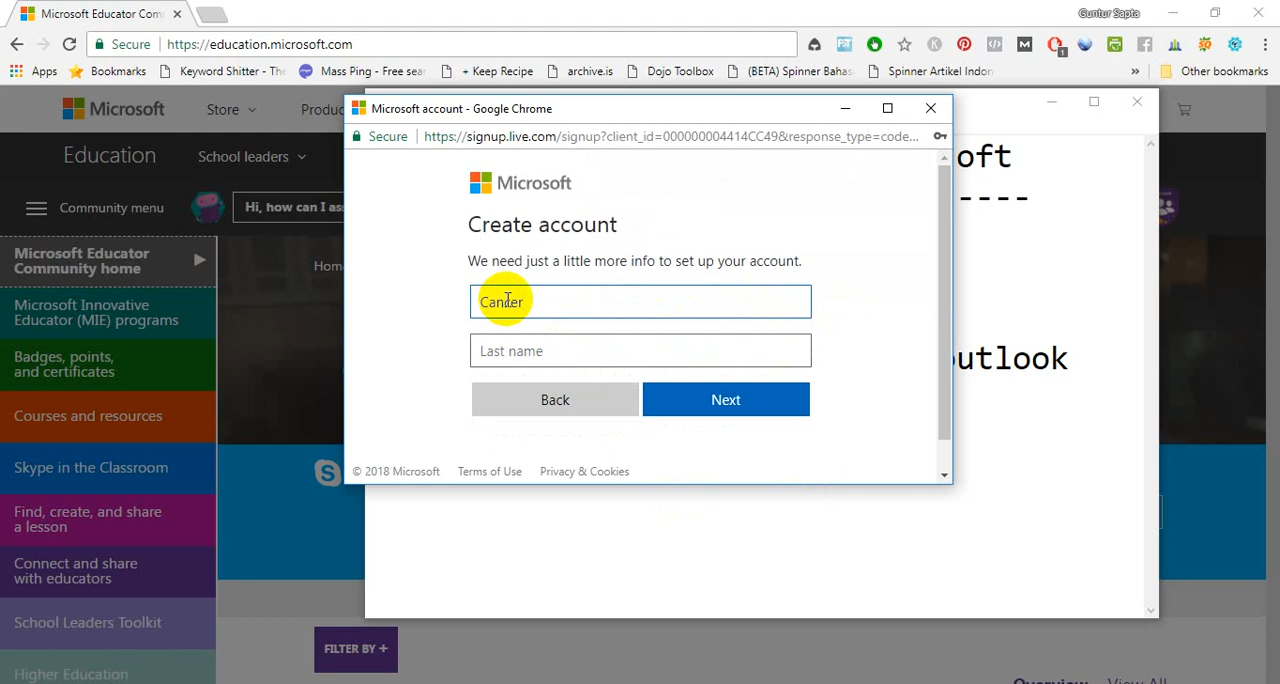 Microsoft Educator Com
Guntur Sapta
Secure
https://education.microsoft.com
Apps
Bookmarks
Keyword Shitter - The
Mass Ping - Free sear
+ Keep Recipe
archive.is
Dojo Toolbox
(BETA) Spinner Bahas
Spinner Artikel Indon
»
Other bookmarks
Microsoft
Store
Produc
Education
School leaders
Community menu
Hi, how can I ass
Microsoft Educator
Community home
Microsoft Innovative
Educator (MIE) programs
Badges, points,
and certificates
Courses and resources
Skype in the Classroom
Find, create, and share
a lesson
Connect and share
with educators
School Leaders Toolkit
Higher Education
Home
FILTER BY +
Overview
View All
Microsoft account - Google Chrome
Secure
https://signup.live.com/signup?client_id=000000004414CC49&response_type=code...
Microsoft
Create account
We need just a little more info to set up your account.
Last name
Back
Next
© 2018 Microsoft
Terms of Use
Privacy & Cookies
oft
----
outlook